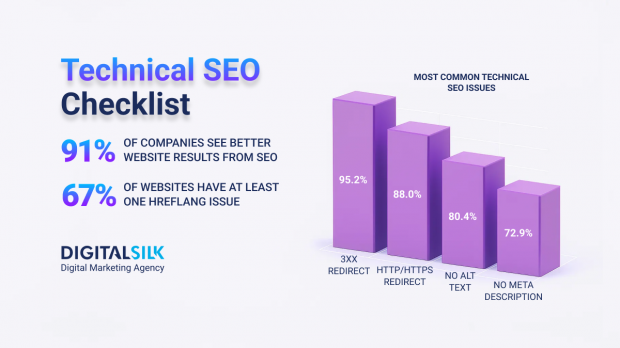 Technical SEO
Checklist
91% OF COMPANIES SEE BETTER
WEBSITE RESULTS FROM SEO
67% OF WEBSITES HAVE AT LEAST
ONE HREFLANG ISSUE
DIGITALSILK
Digital Marketing Agency
MOST COMMON TECHNICAL
SEO ISSUES
95.2%
88.0%
80.4%
72.9%
3XX
REDIRECT
HTTP/HTTPS
REDIRECT
NO ALT
TEXT
NO META
DESCRIPTION